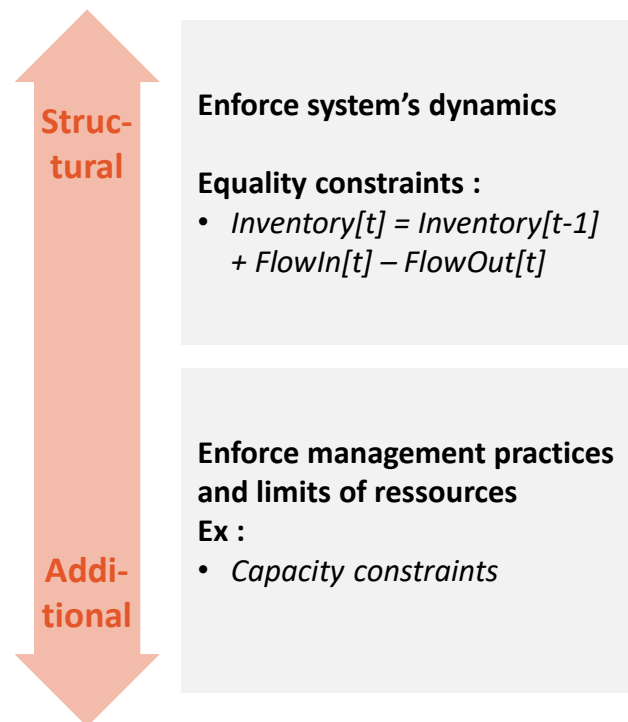 Struc-
tural
Enforce system’s dynamics
Equality constraints :
• Inventory[t] = Inventory[t-1]
+ FlowIn[t] – FlowOut[t]
Addi-
tional
Enforce management practices
and limits of ressources
Ex :
• Capacity constraints